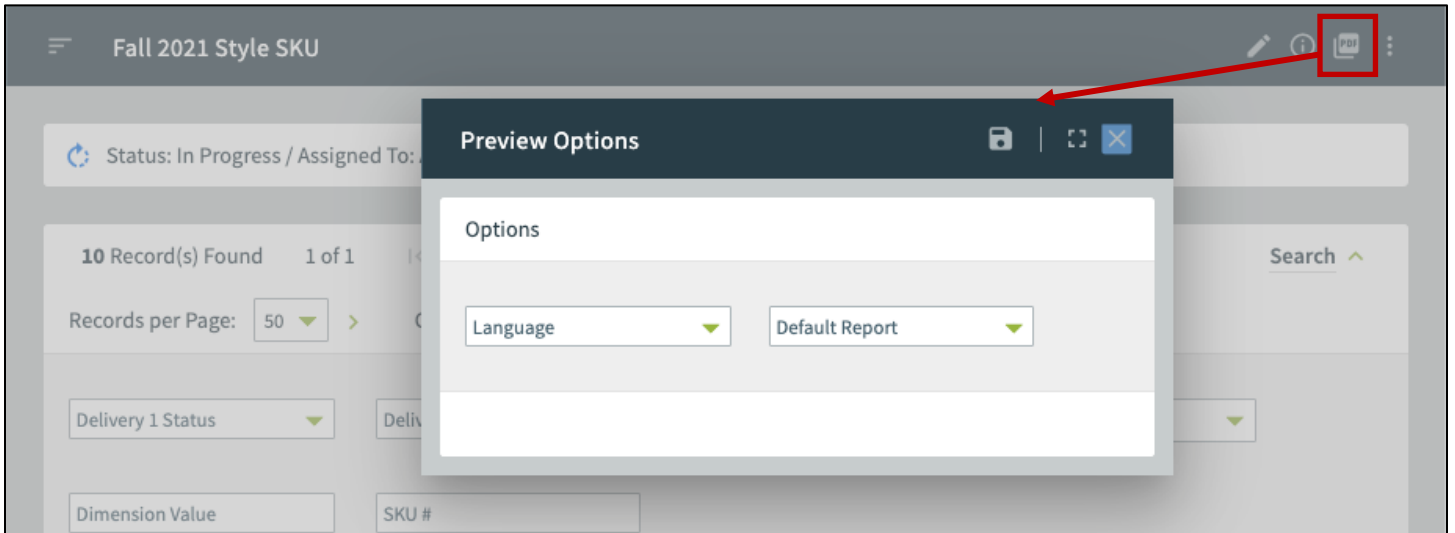 Fall 2021 Style SKU
PDF
Preview Options
Status: In Progress / Assigned To:
Options
10 Record(s) Found 1 of 1
Search
Records per Page: 50
Language
Default Report
Delivery 1 Status
Dimension Value
SKU #